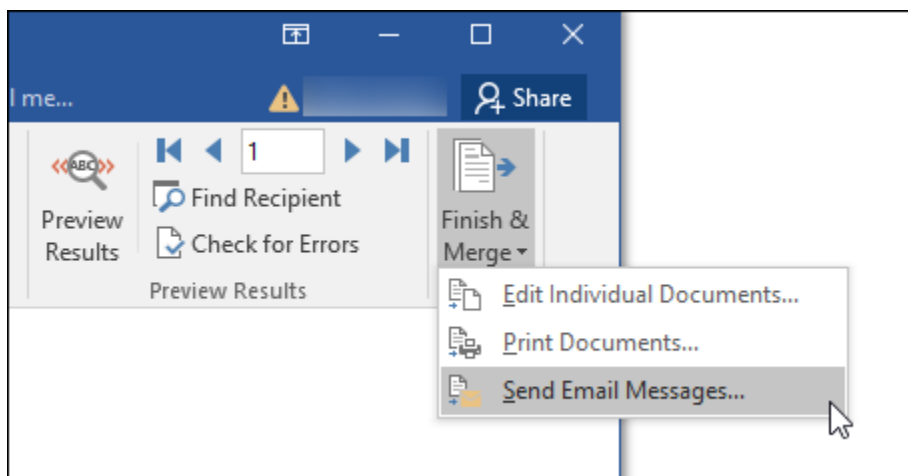 l me...
Share
«ABC»
1
Find Recipient
Check for Errors
Preview
Results
Preview Results
Finish &
Merge
Edit Individual Documents...
Print Documents...
Send Email Messages...